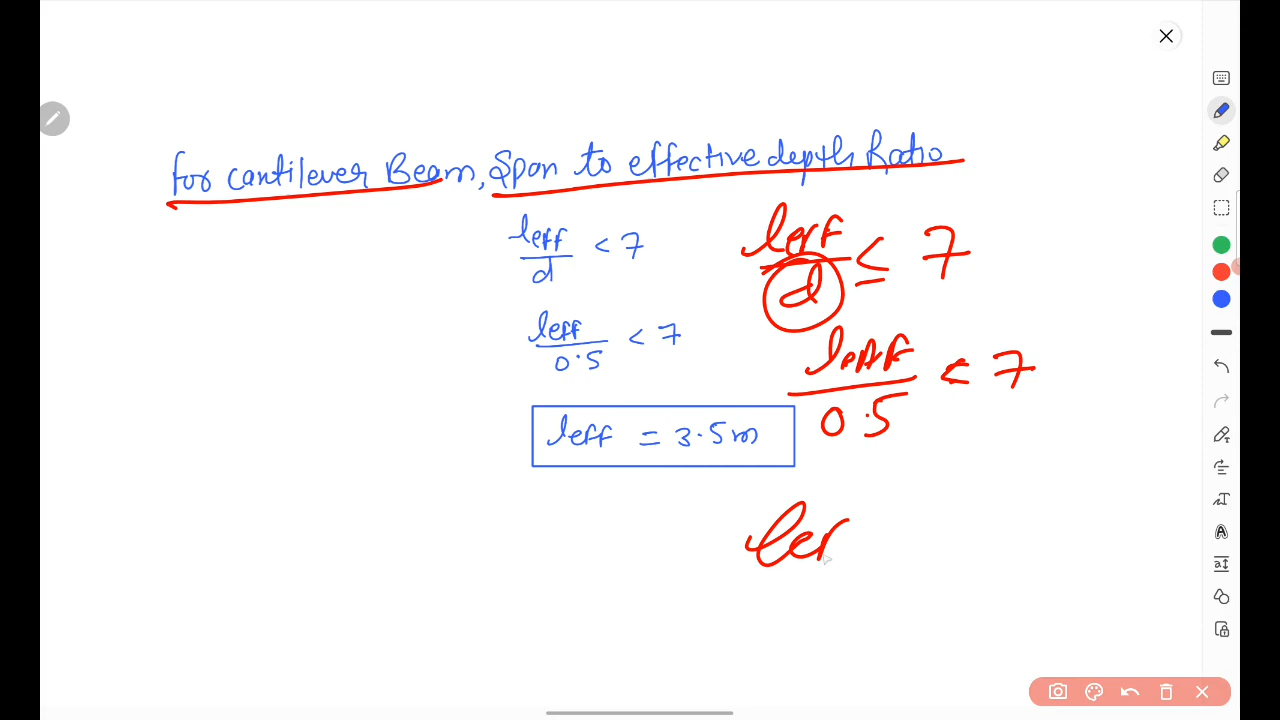 for cantilever Beam, Span to effective depth Ratio
leff / d < 7
leff / d ≤ 7
leff / 0.5 < 7
leff / 0.5 ≤ 7
leff = 3.5m
lef